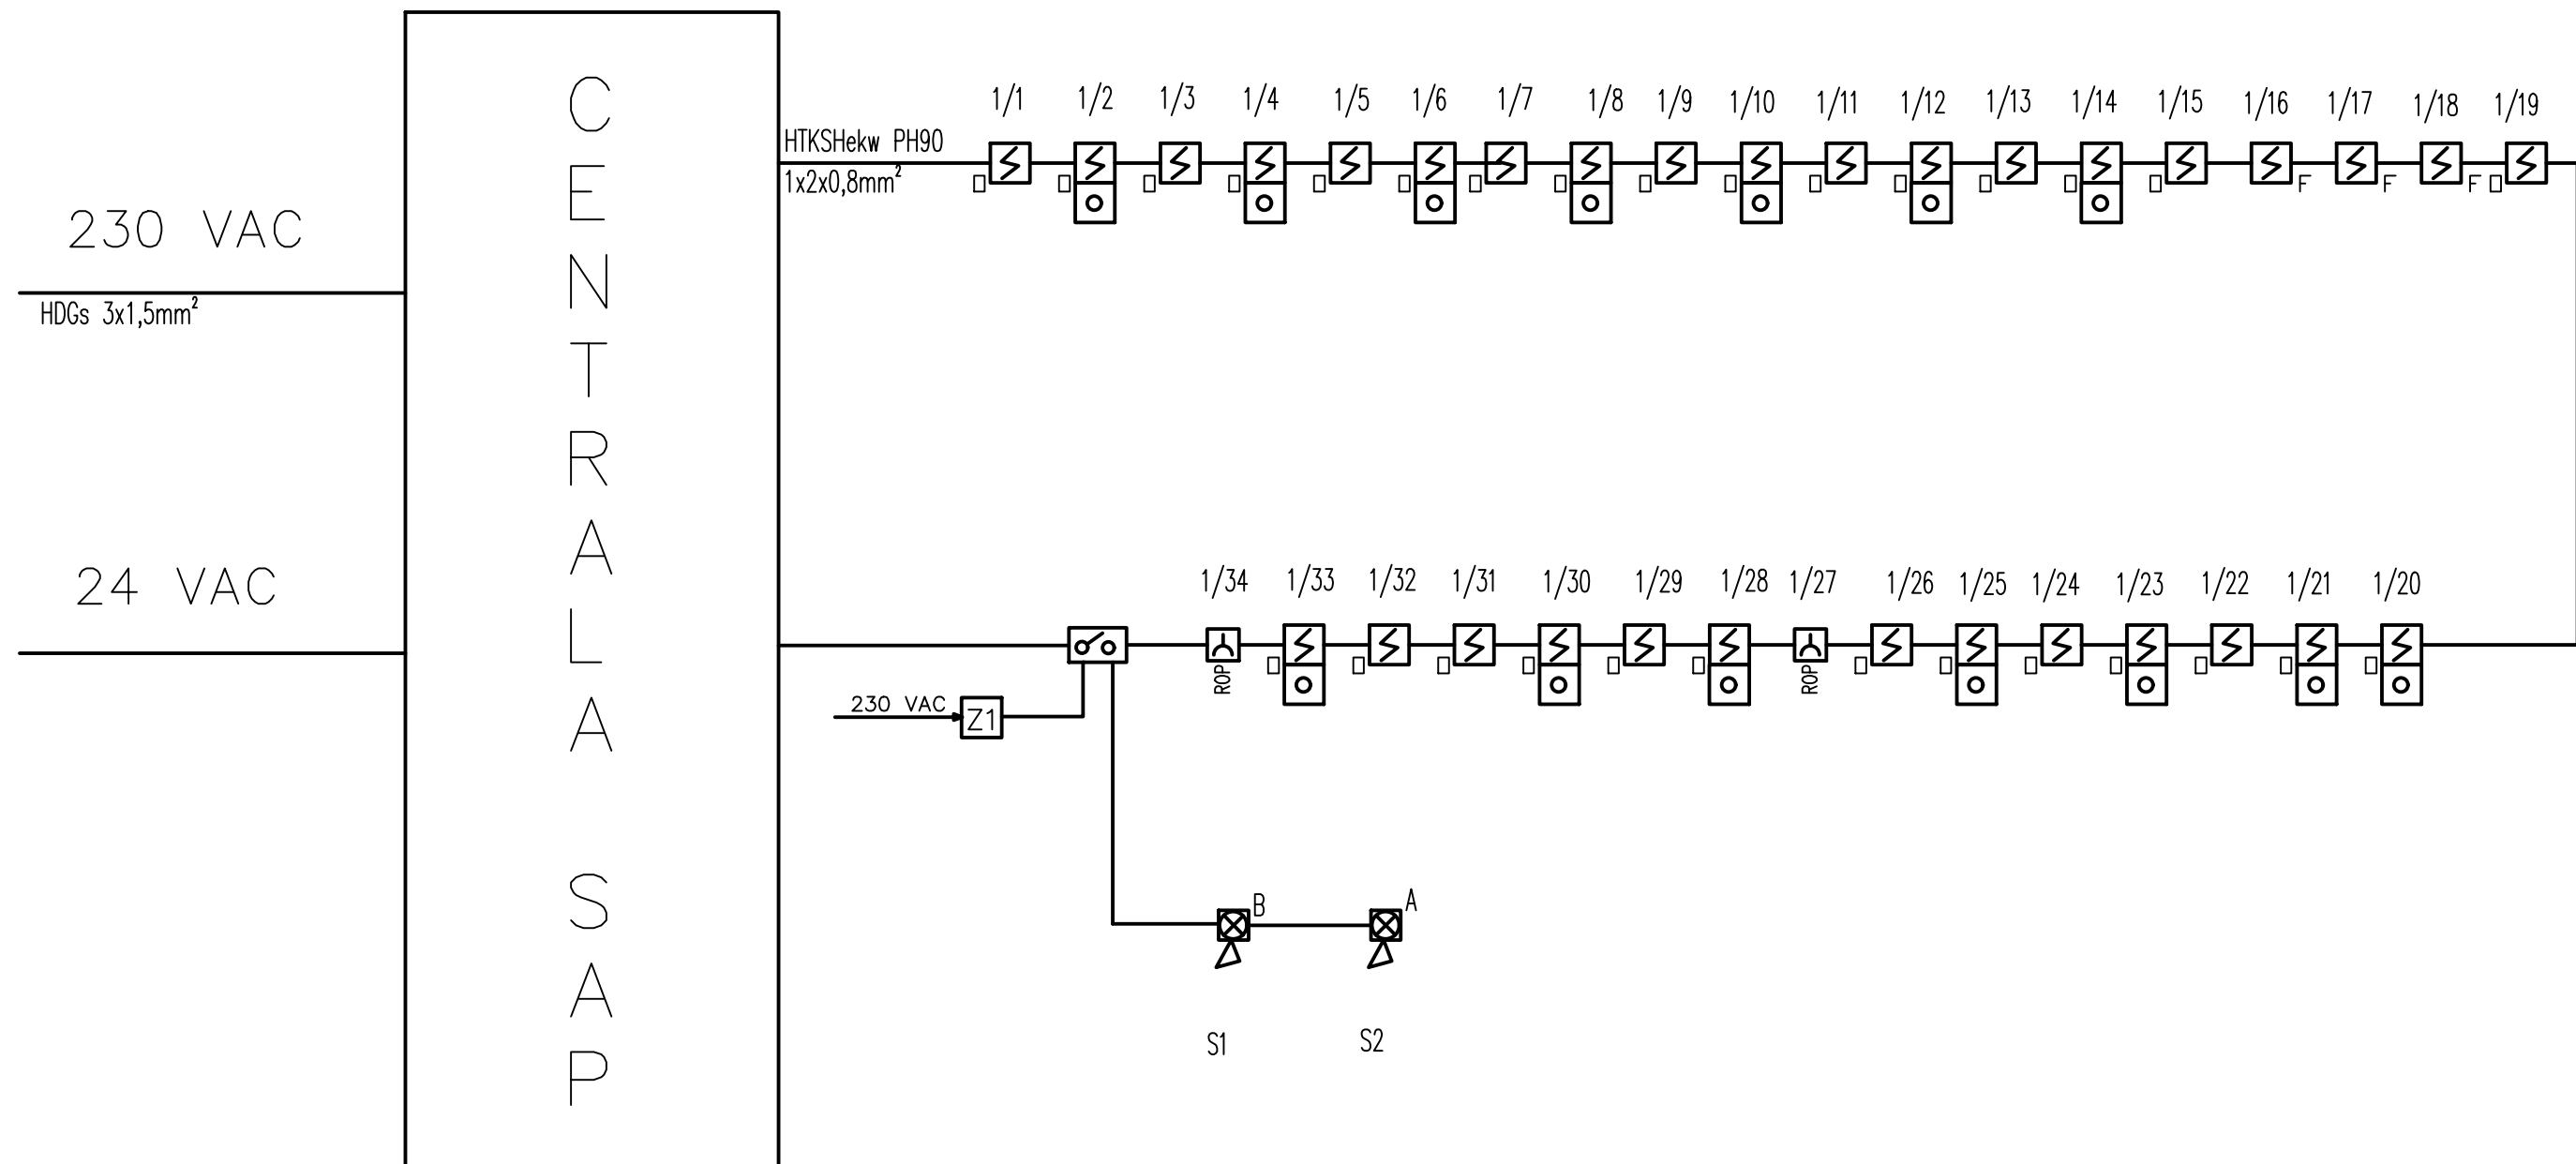 CENTRALA SAP
230 VAC
HDGs 3x1,5mm²
24 VAC
HTKSHekw PH90
1x2x0,8mm²
1/1 1/2 1/3 1/4 1/5 1/6 1/7 1/8 1/9 1/10 1/11 1/12 1/13 1/14 1/15 1/16 1/17 1/18 1/19
F F F
1/34 1/33 1/32 1/31 1/30 1/29 1/28 1/27 1/26 1/25 1/24 1/23 1/22 1/21 1/20
ROP ROP
230 VAC
Z1
B A
S1 S2